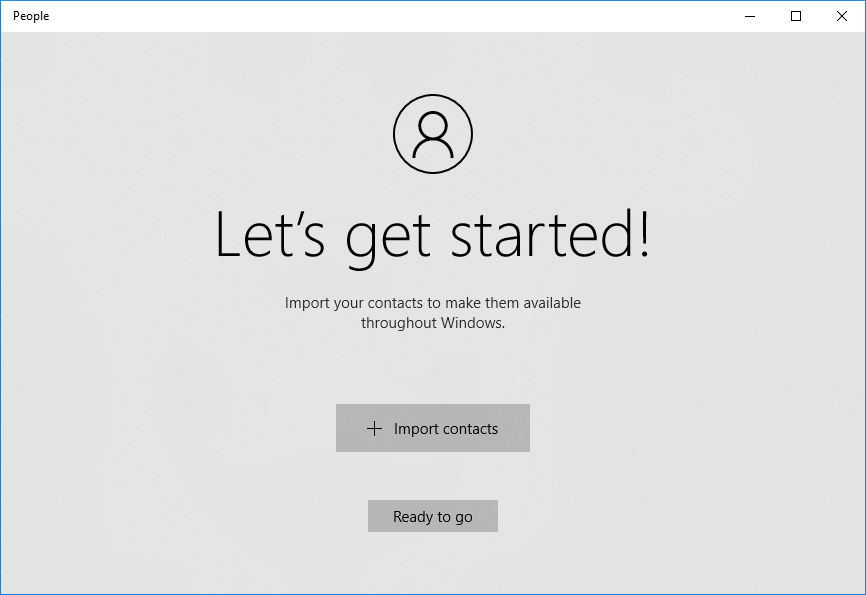 People
Let’s get started!
Import your contacts to make them available
throughout Windows.
Import contacts
Ready to go